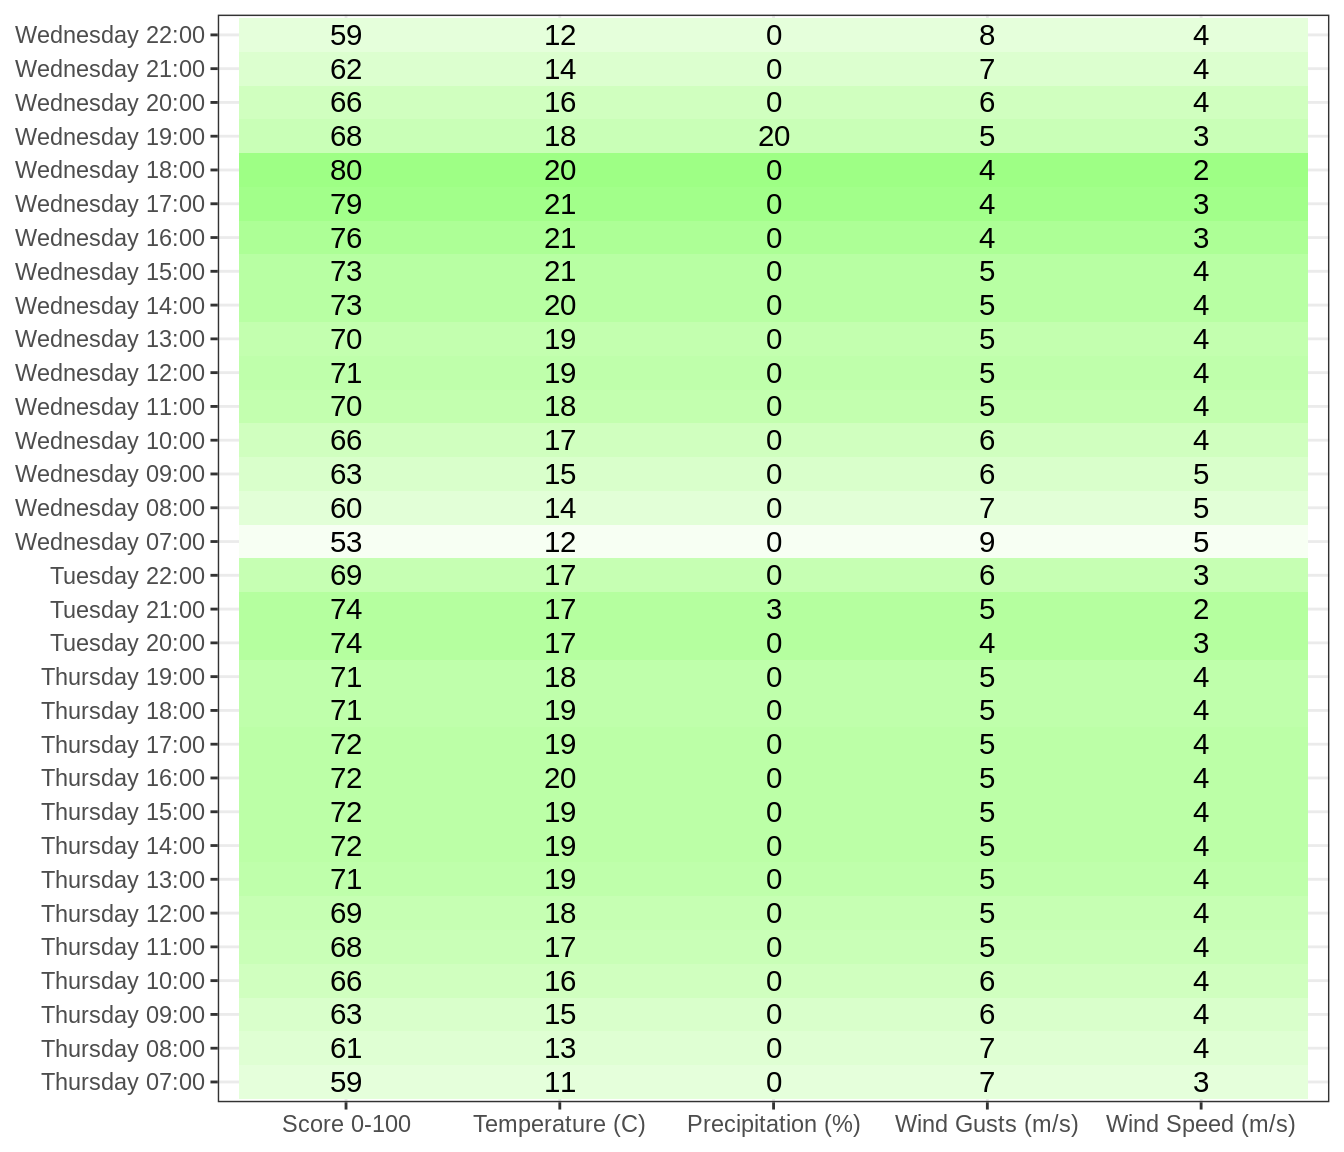 Wednesday 22:00 59 12 0 8 4
Wednesday 21:00 62 14 0 7 4
Wednesday 20:00 66 16 0 6 4
Wednesday 19:00 68 18 20 5 3
Wednesday 18:00 80 20 0 4 2
Wednesday 17:00 79 21 0 4 3
Wednesday 16:00 76 21 0 4 3
Wednesday 15:00 73 21 0 5 4
Wednesday 14:00 73 20 0 5 4
Wednesday 13:00 70 19 0 5 4
Wednesday 12:00 71 19 0 5 4
Wednesday 11:00 70 18 0 5 4
Wednesday 10:00 66 17 0 6 4
Wednesday 09:00 63 15 0 6 5
Wednesday 08:00 60 14 0 7 5
Wednesday 07:00 53 12 0 9 5
Tuesday 22:00 69 17 0 6 3
Tuesday 21:00 74 17 3 5 2
Tuesday 20:00 74 17 0 4 3
Thursday 19:00 71 18 0 5 4
Thursday 18:00 71 19 0 5 4
Thursday 17:00 72 19 0 5 4
Thursday 16:00 72 20 0 5 4
Thursday 15:00 72 19 0 5 4
Thursday 14:00 72 19 0 5 4
Thursday 13:00 71 19 0 5 4
Thursday 12:00 69 18 0 5 4
Thursday 11:00 68 17 0 5 4
Thursday 10:00 66 16 0 6 4
Thursday 09:00 63 15 0 6 4
Thursday 08:00 61 13 0 7 4
Thursday 07:00 59 11 0 7 3
Score 0-100 Temperature (C) Precipitation (%) Wind Gusts (m/s) Wind Speed (m/s)